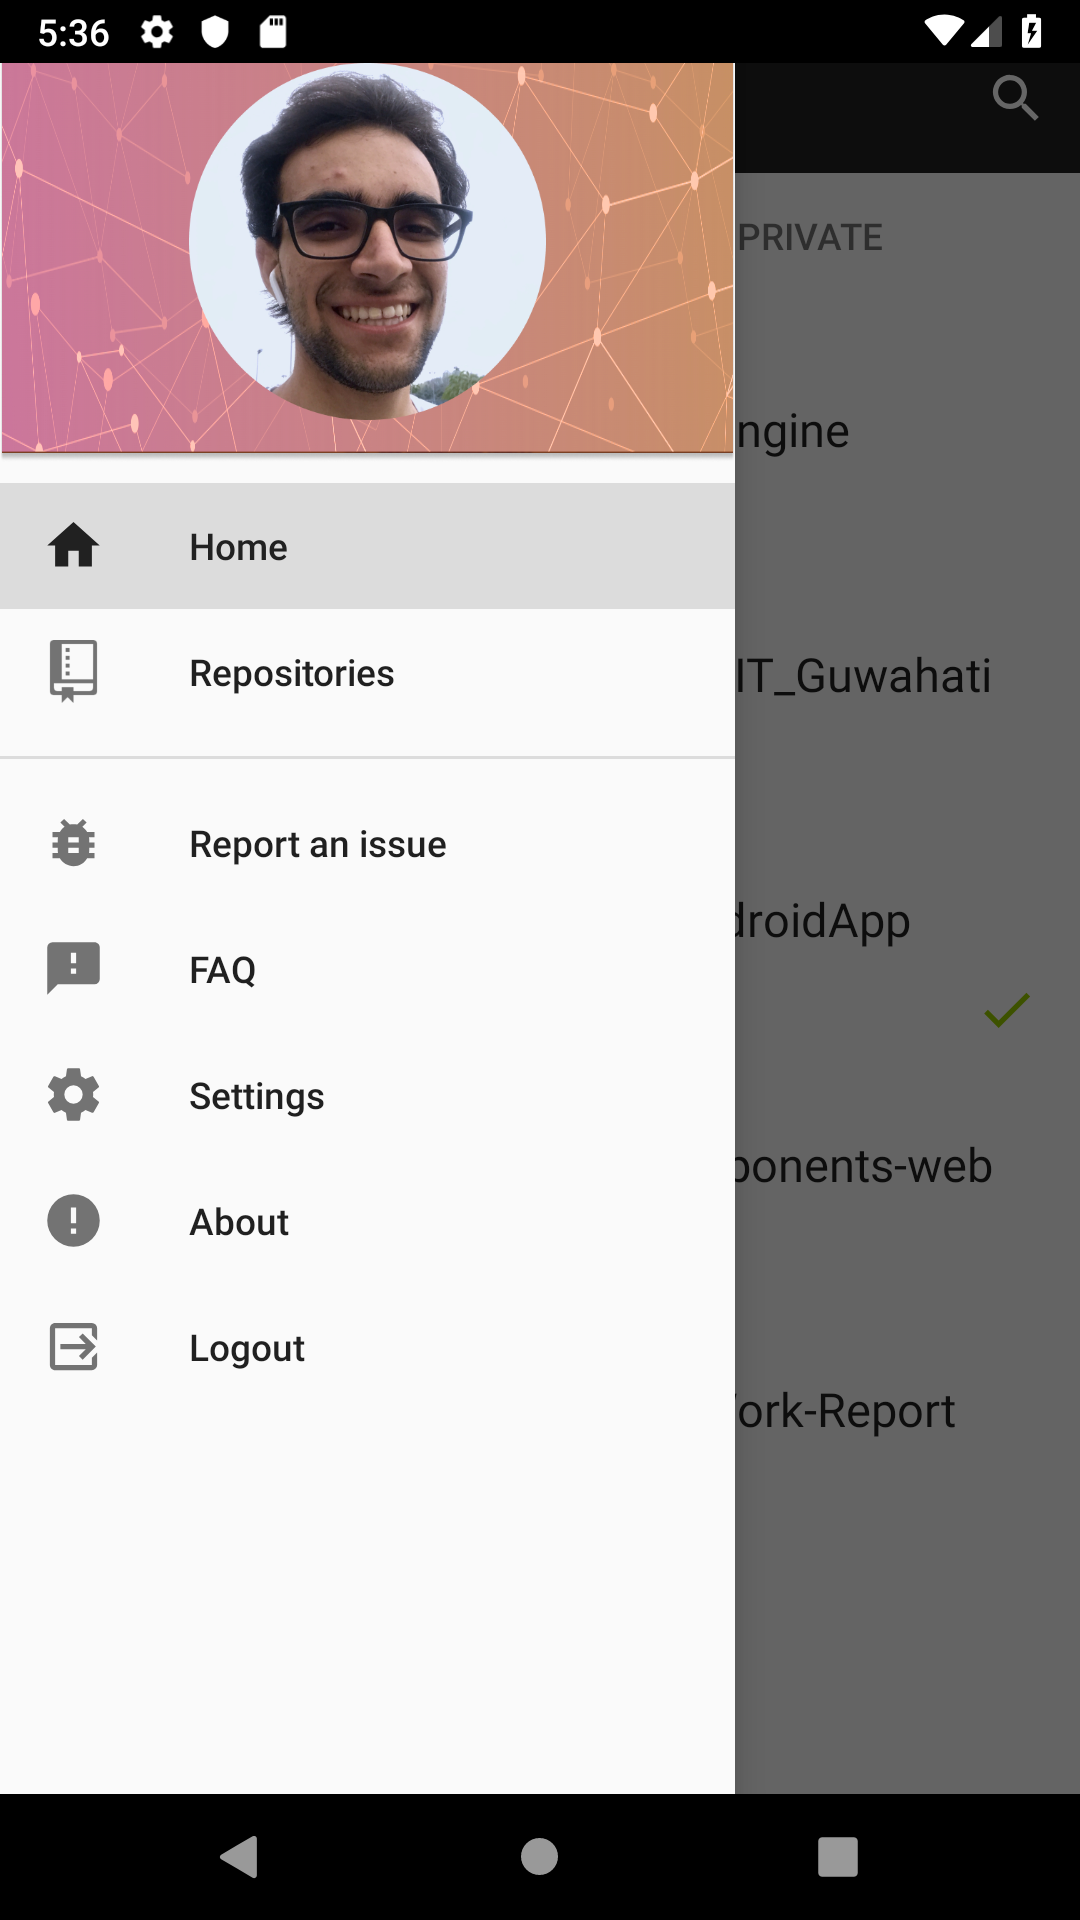 5:36
PRIVATE
ngine
Home
IT_Guwahati
Repositories
Report an issue
droidApp
FAQ
Settings
ponents-web
About
Logout
ork-Report